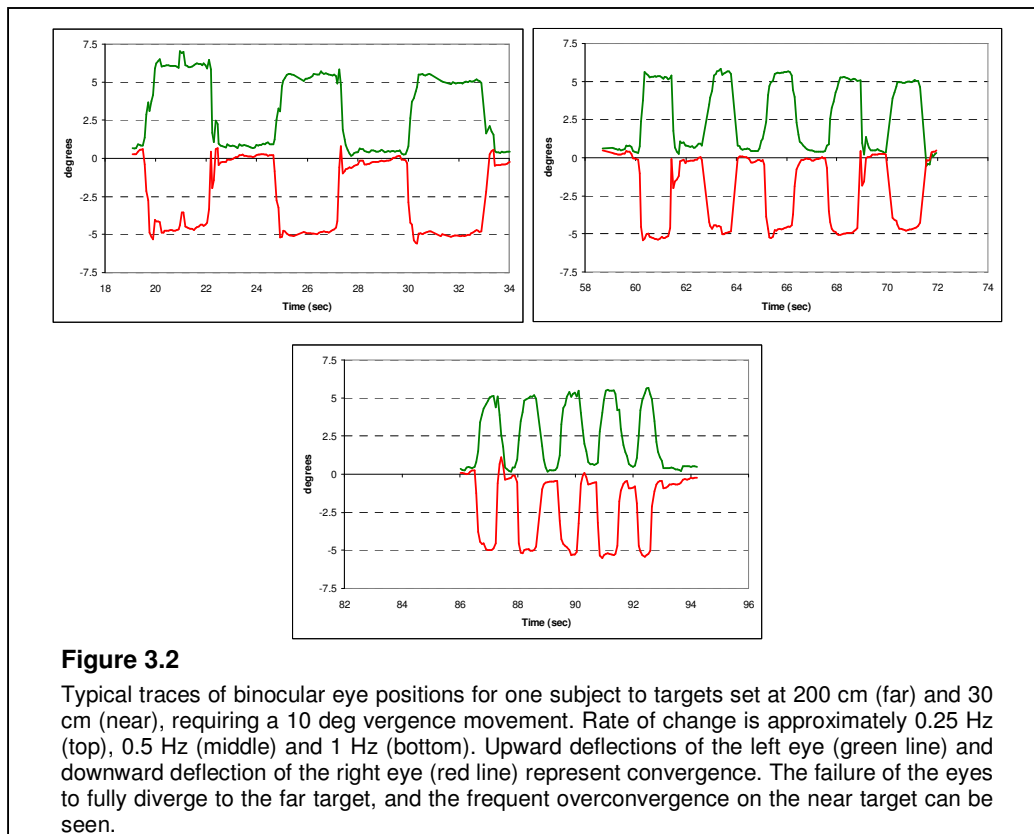 7.5
5
2.5
0
-2.5
-5
-7.5
degrees
18 20 22 24 26 28 30 32 34
Time (sec)
7.5
5
2.5
0
-2.5
-5
-7.5
degrees
58 60 62 64 66 68 70 72 74
Time (sec)
7.5
5
2.5
0
-2.5
-5
-7.5
degrees
82 84 86 88 90 92 94 96
Time (sec)
Figure 3.2
Typical traces of binocular eye positions for one subject to targets set at 200 cm (far) and 30
cm (near), requiring a 10 deg vergence movement. Rate of change is approximately 0.25 Hz
(top), 0.5 Hz (middle) and 1 Hz (bottom). Upward deflections of the left eye (green line) and
downward deflection of the right eye (red line) represent convergence. The failure of the eyes
to fully diverge to the far target, and the frequent overconvergence on the near target can be
seen.